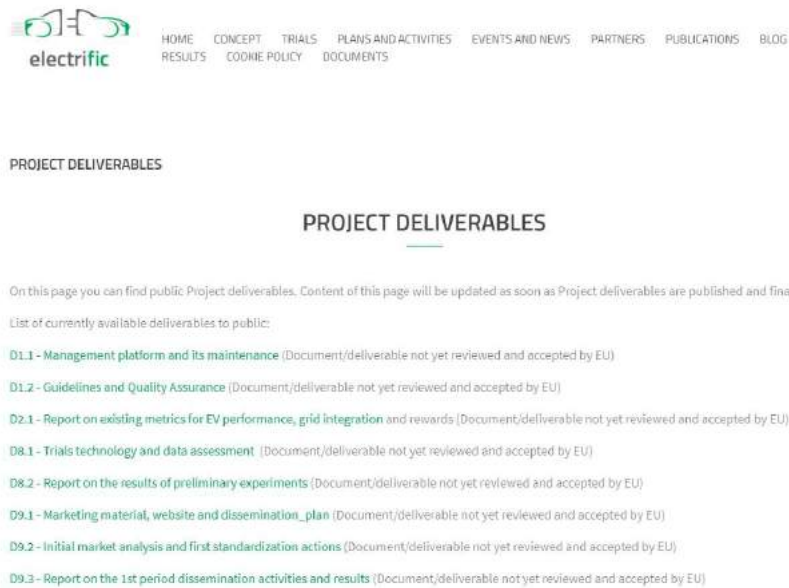 electrific
HOME CONCEPT TRIALS PLANS AND ACTIVITIES EVENTS AND NEWS PARTNERS PUBLICATIONS BLOG
RESULTS COOKIE POLICY DOCUMENTS
PROJECT DELIVERABLES
PROJECT DELIVERABLES
On this page you can find public Project deliverables. Content of this page will be updated as soon as Project deliverables are published and fina
List of currently available deliverables to public:
D1.1 - Management platform and its maintenance (Document/deliverable not yet reviewed and accepted by EU)
D1.2 - Guidelines and Quality Assurance (Document/deliverable not yet reviewed and accepted by EU)
D2.1 - Report on existing metrics for EV performance, grid integration and rewards (Document/deliverable not yet reviewed and accepted by EU)
D8.1 - Trials technology and data assessment (Document/deliverable not yet reviewed and accepted by EU)
D8.2 - Report on the results of preliminary experiments (Document/deliverable not yet reviewed and accepted by EU)
D9.1 - Marketing material, website and dissemination_plan (Document/deliverable not yet reviewed and accepted by EU)
D9.2 - Initial market analysis and first standardization actions (Document/deliverable not yet reviewed and accepted by EU)
D9.3 - Report on the 1st period dissemination activities and results (Document/deliverable not yet reviewed and accepted by EU)